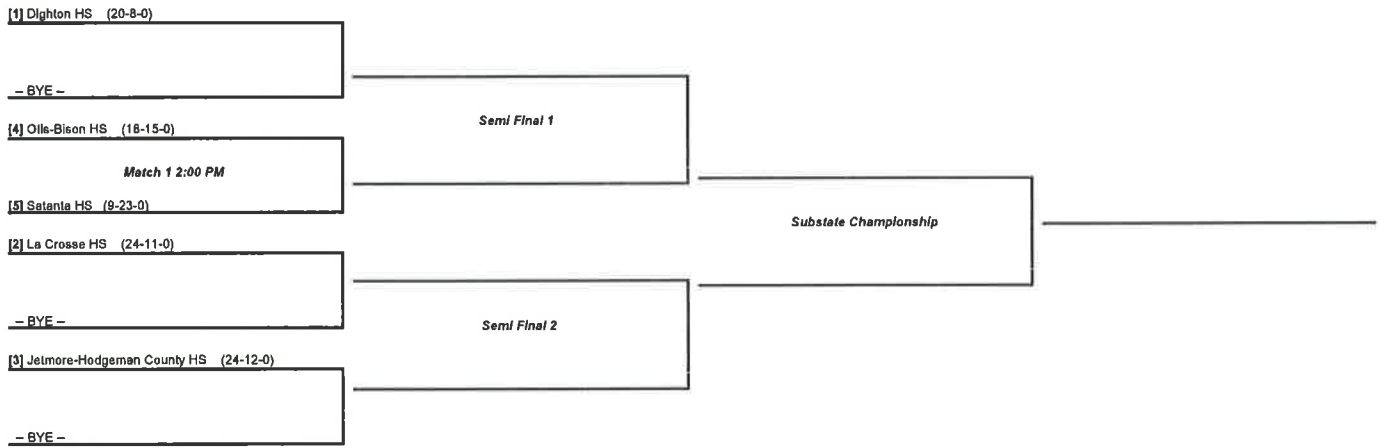 [1] Dighton HS (20-8-0)
– BYE –
[4] Otis-Bison HS (16-15-0)
Match 1 2:00 PM
[5] Satanta HS (9-23-0)
[2] La Crosse HS (24-11-0)
– BYE –
[3] Jetmore-Hodgeman County HS (24-12-0)
– BYE –
Semi Final 1
Semi Final 2
Substate Championship